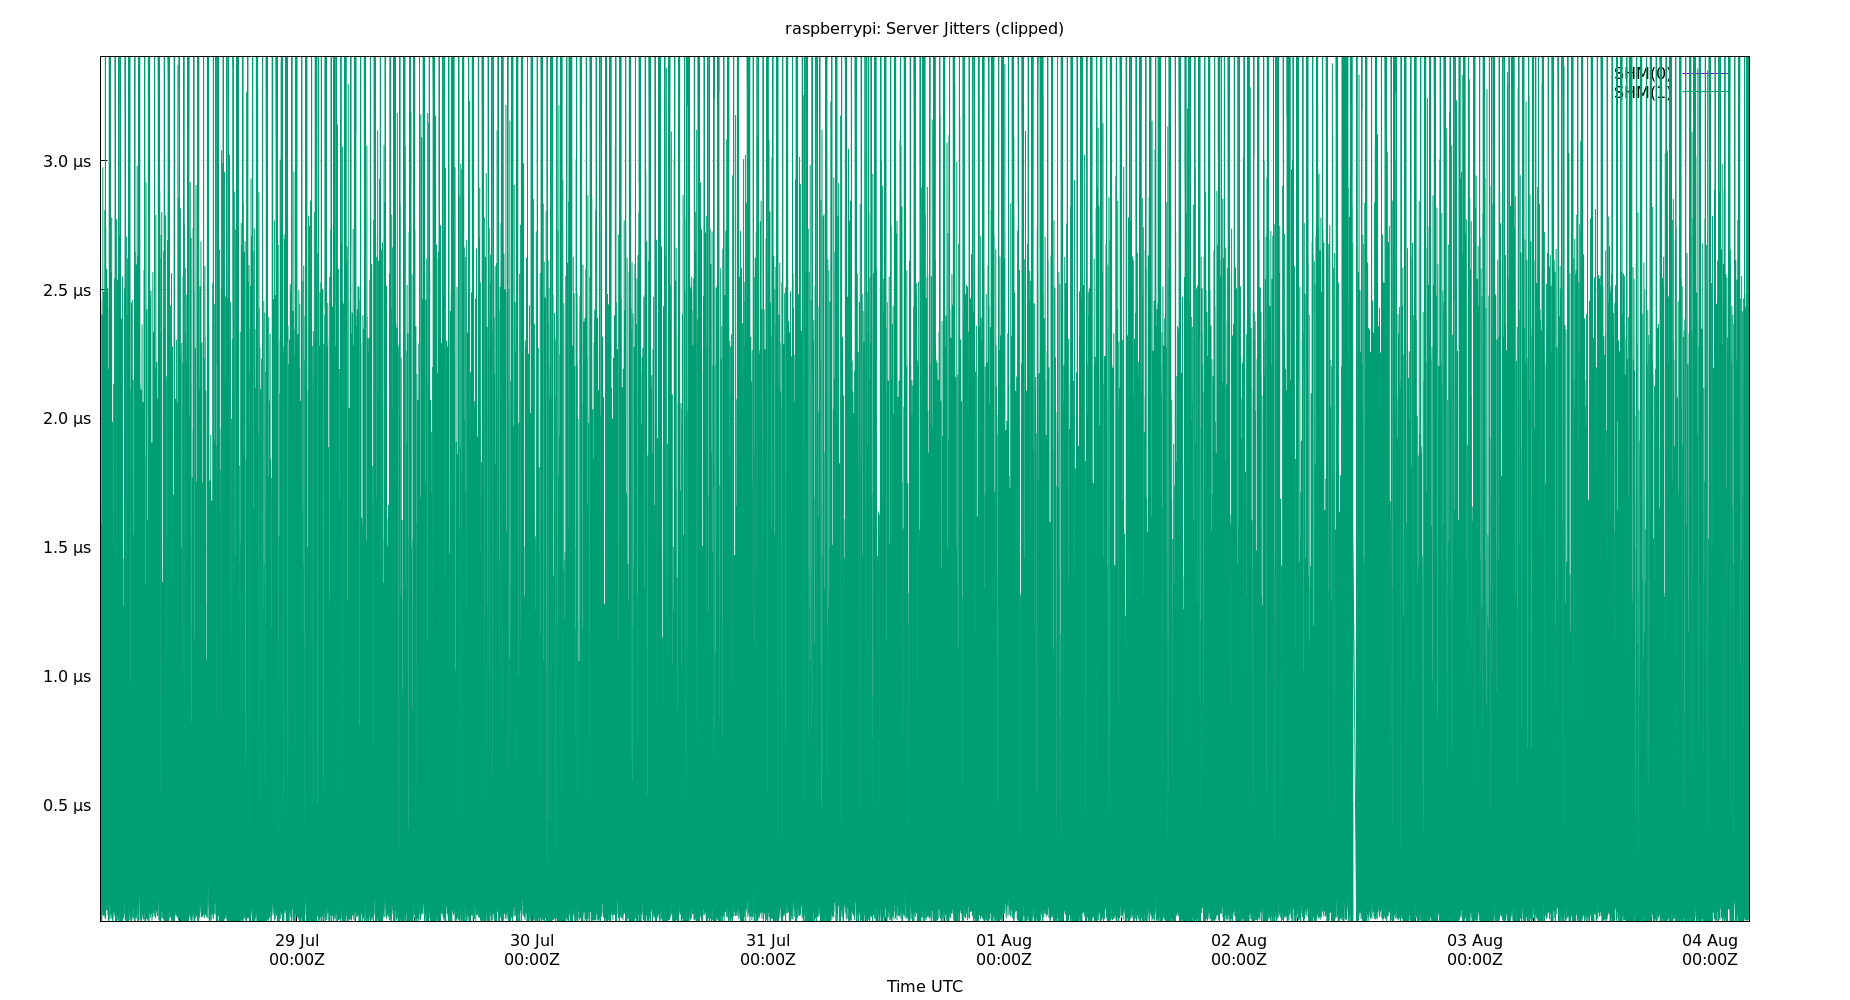 raspberrypi: Server Jitters (clipped)
SHM(0)
SHM(1)
3.0 µs
2.5 µs
2.0 µs
1.5 µs
1.0 µs
0.5 µs
29 Jul 30 Jul 31 Jul 01 Aug 02 Aug 03 Aug 04 Aug
00:00Z 00:00Z 00:00Z 00:00Z 00:00Z 00:00Z 00:00Z
Time UTC